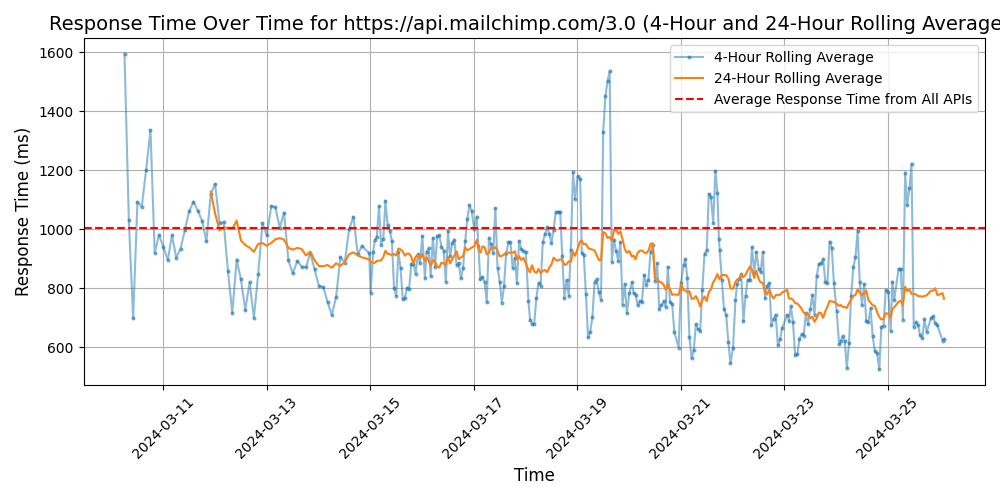 Response Time Over Time for https://api.mailchimp.com/3.0 (4-Hour and 24-Hour Rolling Average
1600
1400
1200
1000
800
600
Response Time (ms)
4-Hour Rolling Average
24-Hour Rolling Average
Average Response Time from All APIs
2024-03-11
2024-03-13
2024-03-15
2024-03-17
2024-03-19
2024-03-21
2024-03-23
2024-03-25
Time